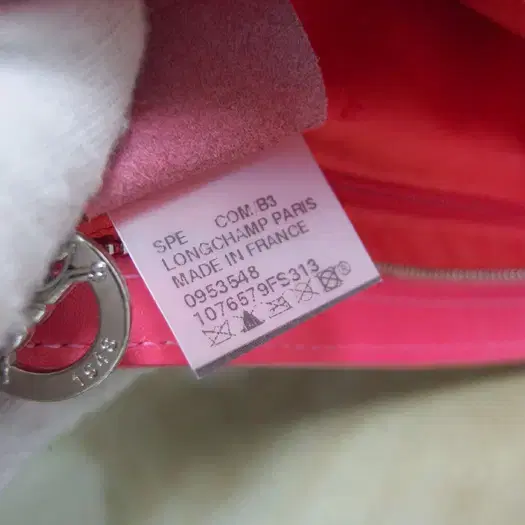 SPE COM/B3
LONGCHAMP PARIS
MADE IN FRANCE
0953548
1076579FS313
1948